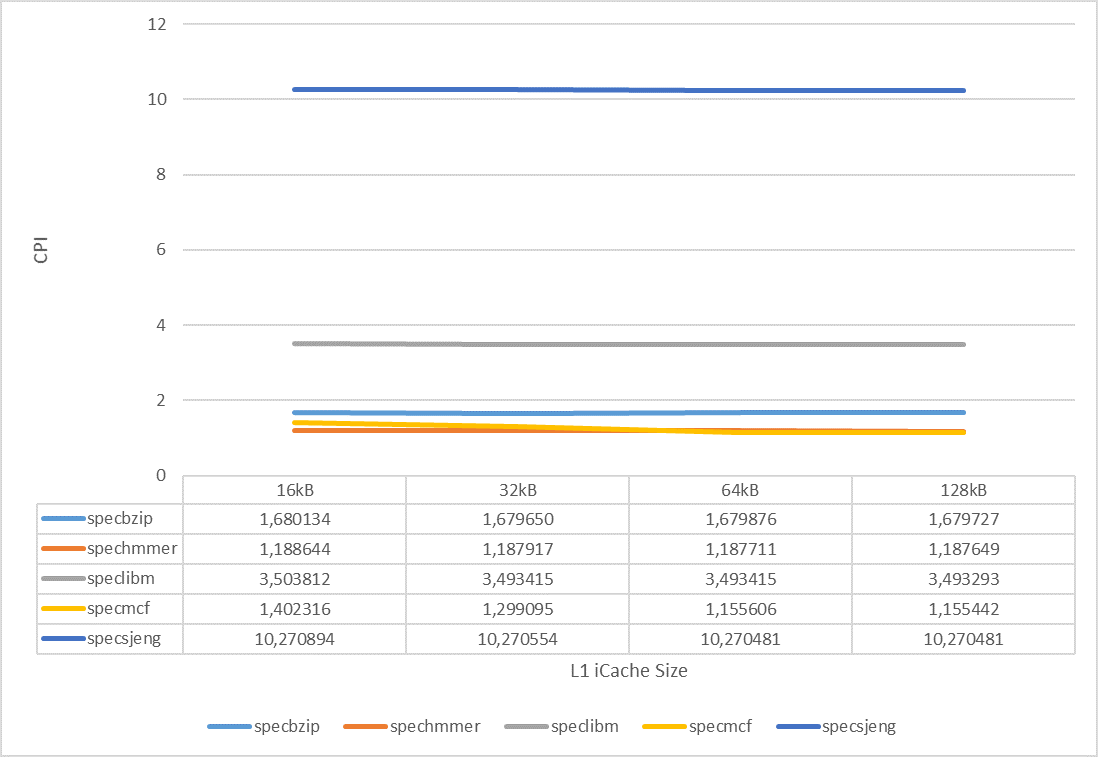 12
10
8
6
4
2
0
CPI
16kB 32kB 64kB 128kB
specbzip 1,680134 1,679650 1,679876 1,679727
spechmmer 1,188644 1,187917 1,187711 1,187649
speclibm 3,503812 3,493415 3,493415 3,493293
specmcf 1,402316 1,299095 1,155606 1,155442
specsjeng 10,270894 10,270554 10,270481 10,270481
L1 iCache Size
specbzip spechmmer speclibm specmcf specsjeng